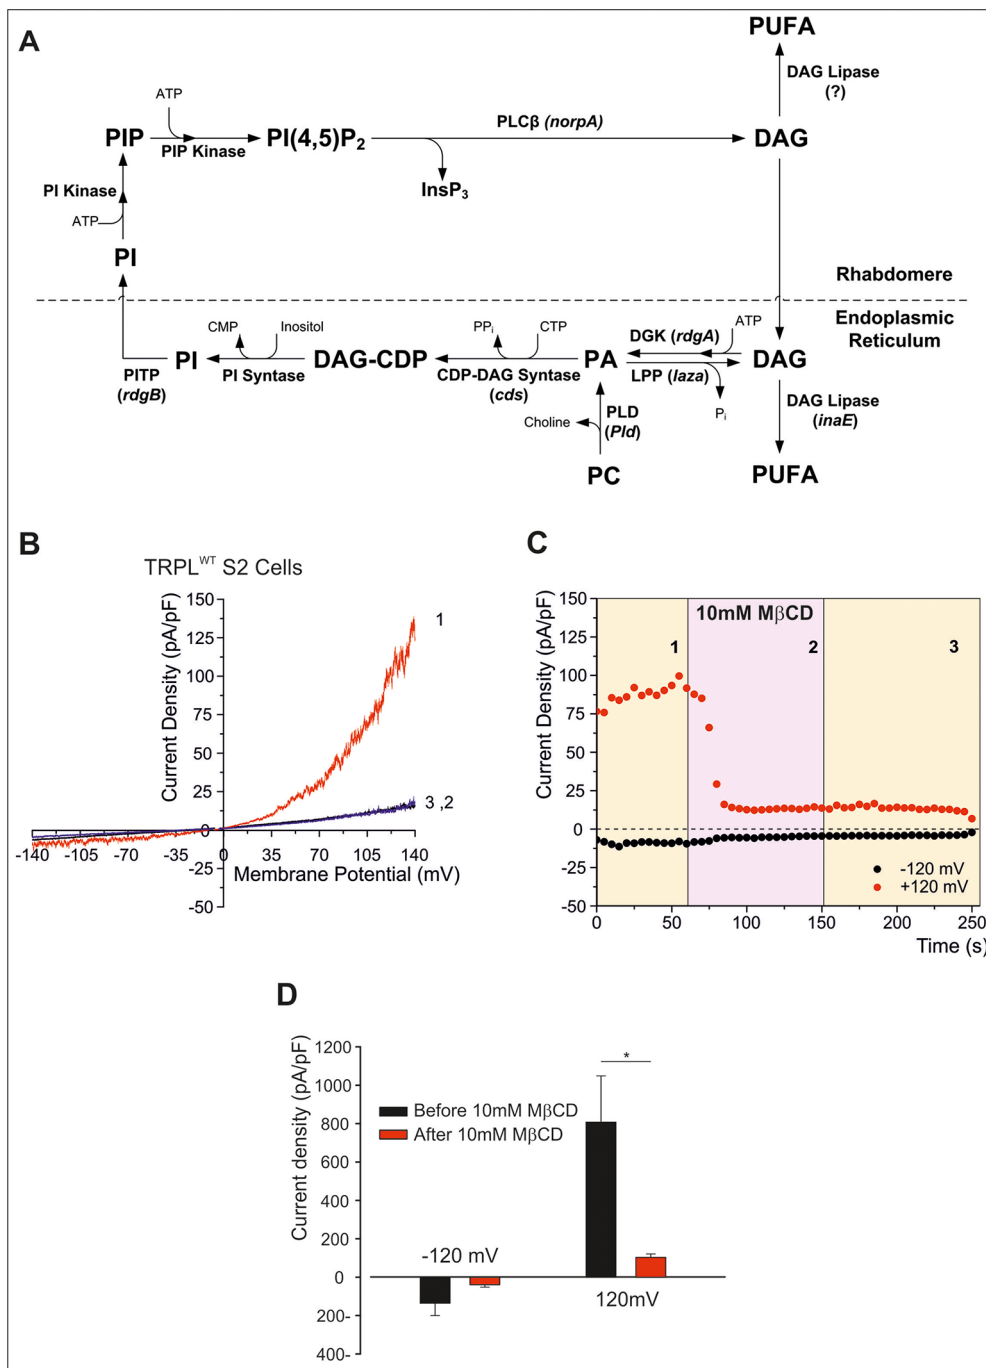 A
PUFA
DAG Lipase
(?)
ATP
PIP
PIP Kinase
PI(4,5)P2
PLCβ (norpA)
DAG
InsP3
PI Kinase
ATP
PI
Rhabdomere
Endoplasmic
Reticulum
CMP
Inositol
PPi
CTP
DGK (rdgA)
ATP
PI
PI Syntase
DAG-CDP
CDP-DAG Syntase
(cds)
PA
LPP (laza)
DAG
PITP
(rdgB)
Pi
Choline
PLD
(Pld)
PC
DAG Lipase
(inaE)
PUFA
B
TRPLWT S2 Cells
Current Density (pA/pF)
150
125
100
75
50
25
0
-25
-50
1
3 ,2
-140
-105
-70
-35
0
35
70
105
140
Membrane Potential (mV)
C
Current Density (pA/pF)
150
125
100
75
50
25
0
-25
-50
10mM MβCD
1
2
3
-120 mV
+120 mV
0
50
100
150
200
250
Time (s)
D
Current density (pA/pF)
1200
1000
800
600
400
200
0
200-
400-
*
Before 10mM MβCD
After 10mM MβCD
-120 mV
120mV